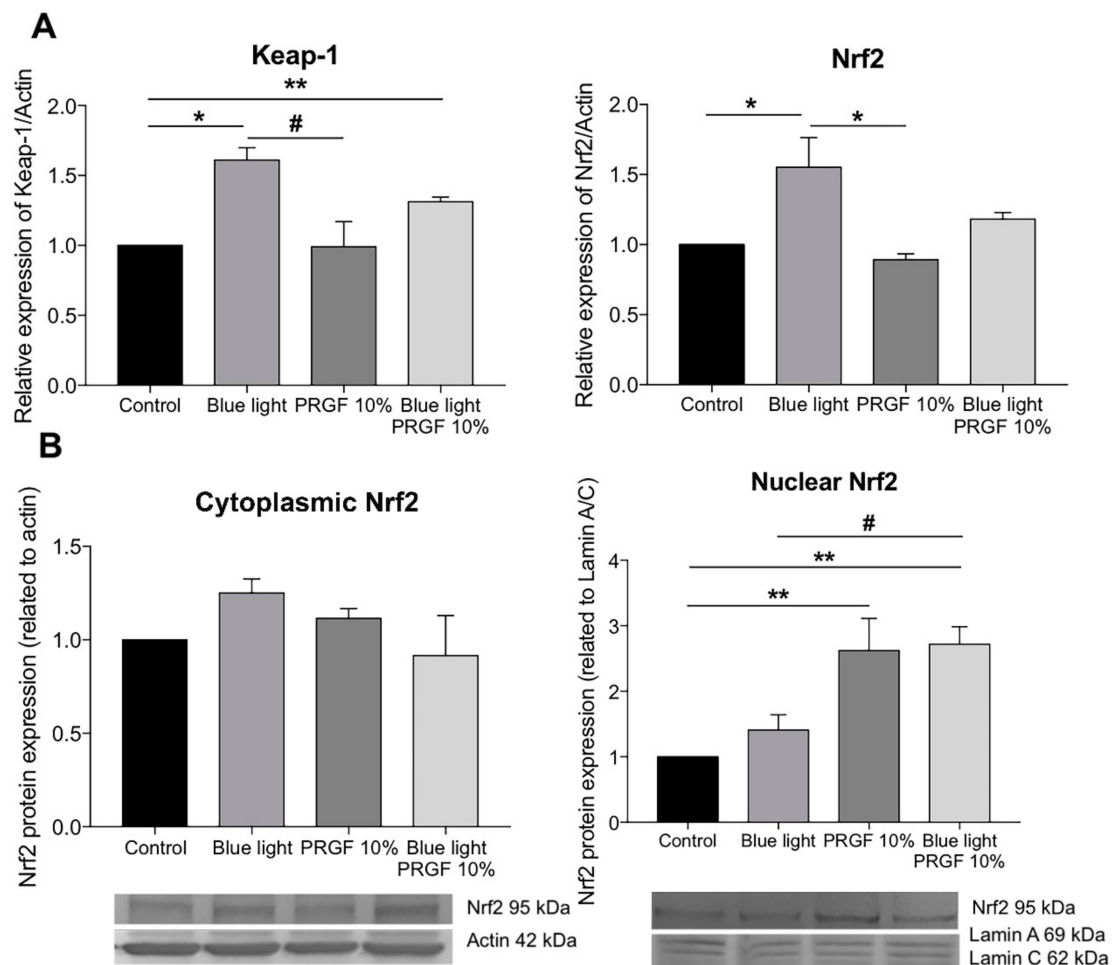 A
Keap-1
Relative expression of Keap-1/Actin
2.0
1.5
1.0
0.5
0.0
**
*
#
Control
Blue light
PRGF 10%
Blue light
PRGF 10%
Nrf2
Relative expression of Nrf2/Actin
2.0
1.5
1.0
0.5
0.0
*
*
Control
Blue light
PRGF 10%
Blue light
PRGF 10%
B
Cytoplasmic Nrf2
Nrf2 protein expression (related to actin)
1.5
1.0
0.5
0.0
Control
Blue light
PRGF 10%
Blue light
PRGF 10%
Nrf2 95 kDa
Actin 42 kDa
Nuclear Nrf2
Nrf2 protein expression (related to Lamin A/C)
4
3
2
1
0
#
**
**
Control
Blue light
PRGF 10%
Blue light
PRGF 10%
Nrf2 95 kDa
Lamin A 69 kDa
Lamin C 62 kDa